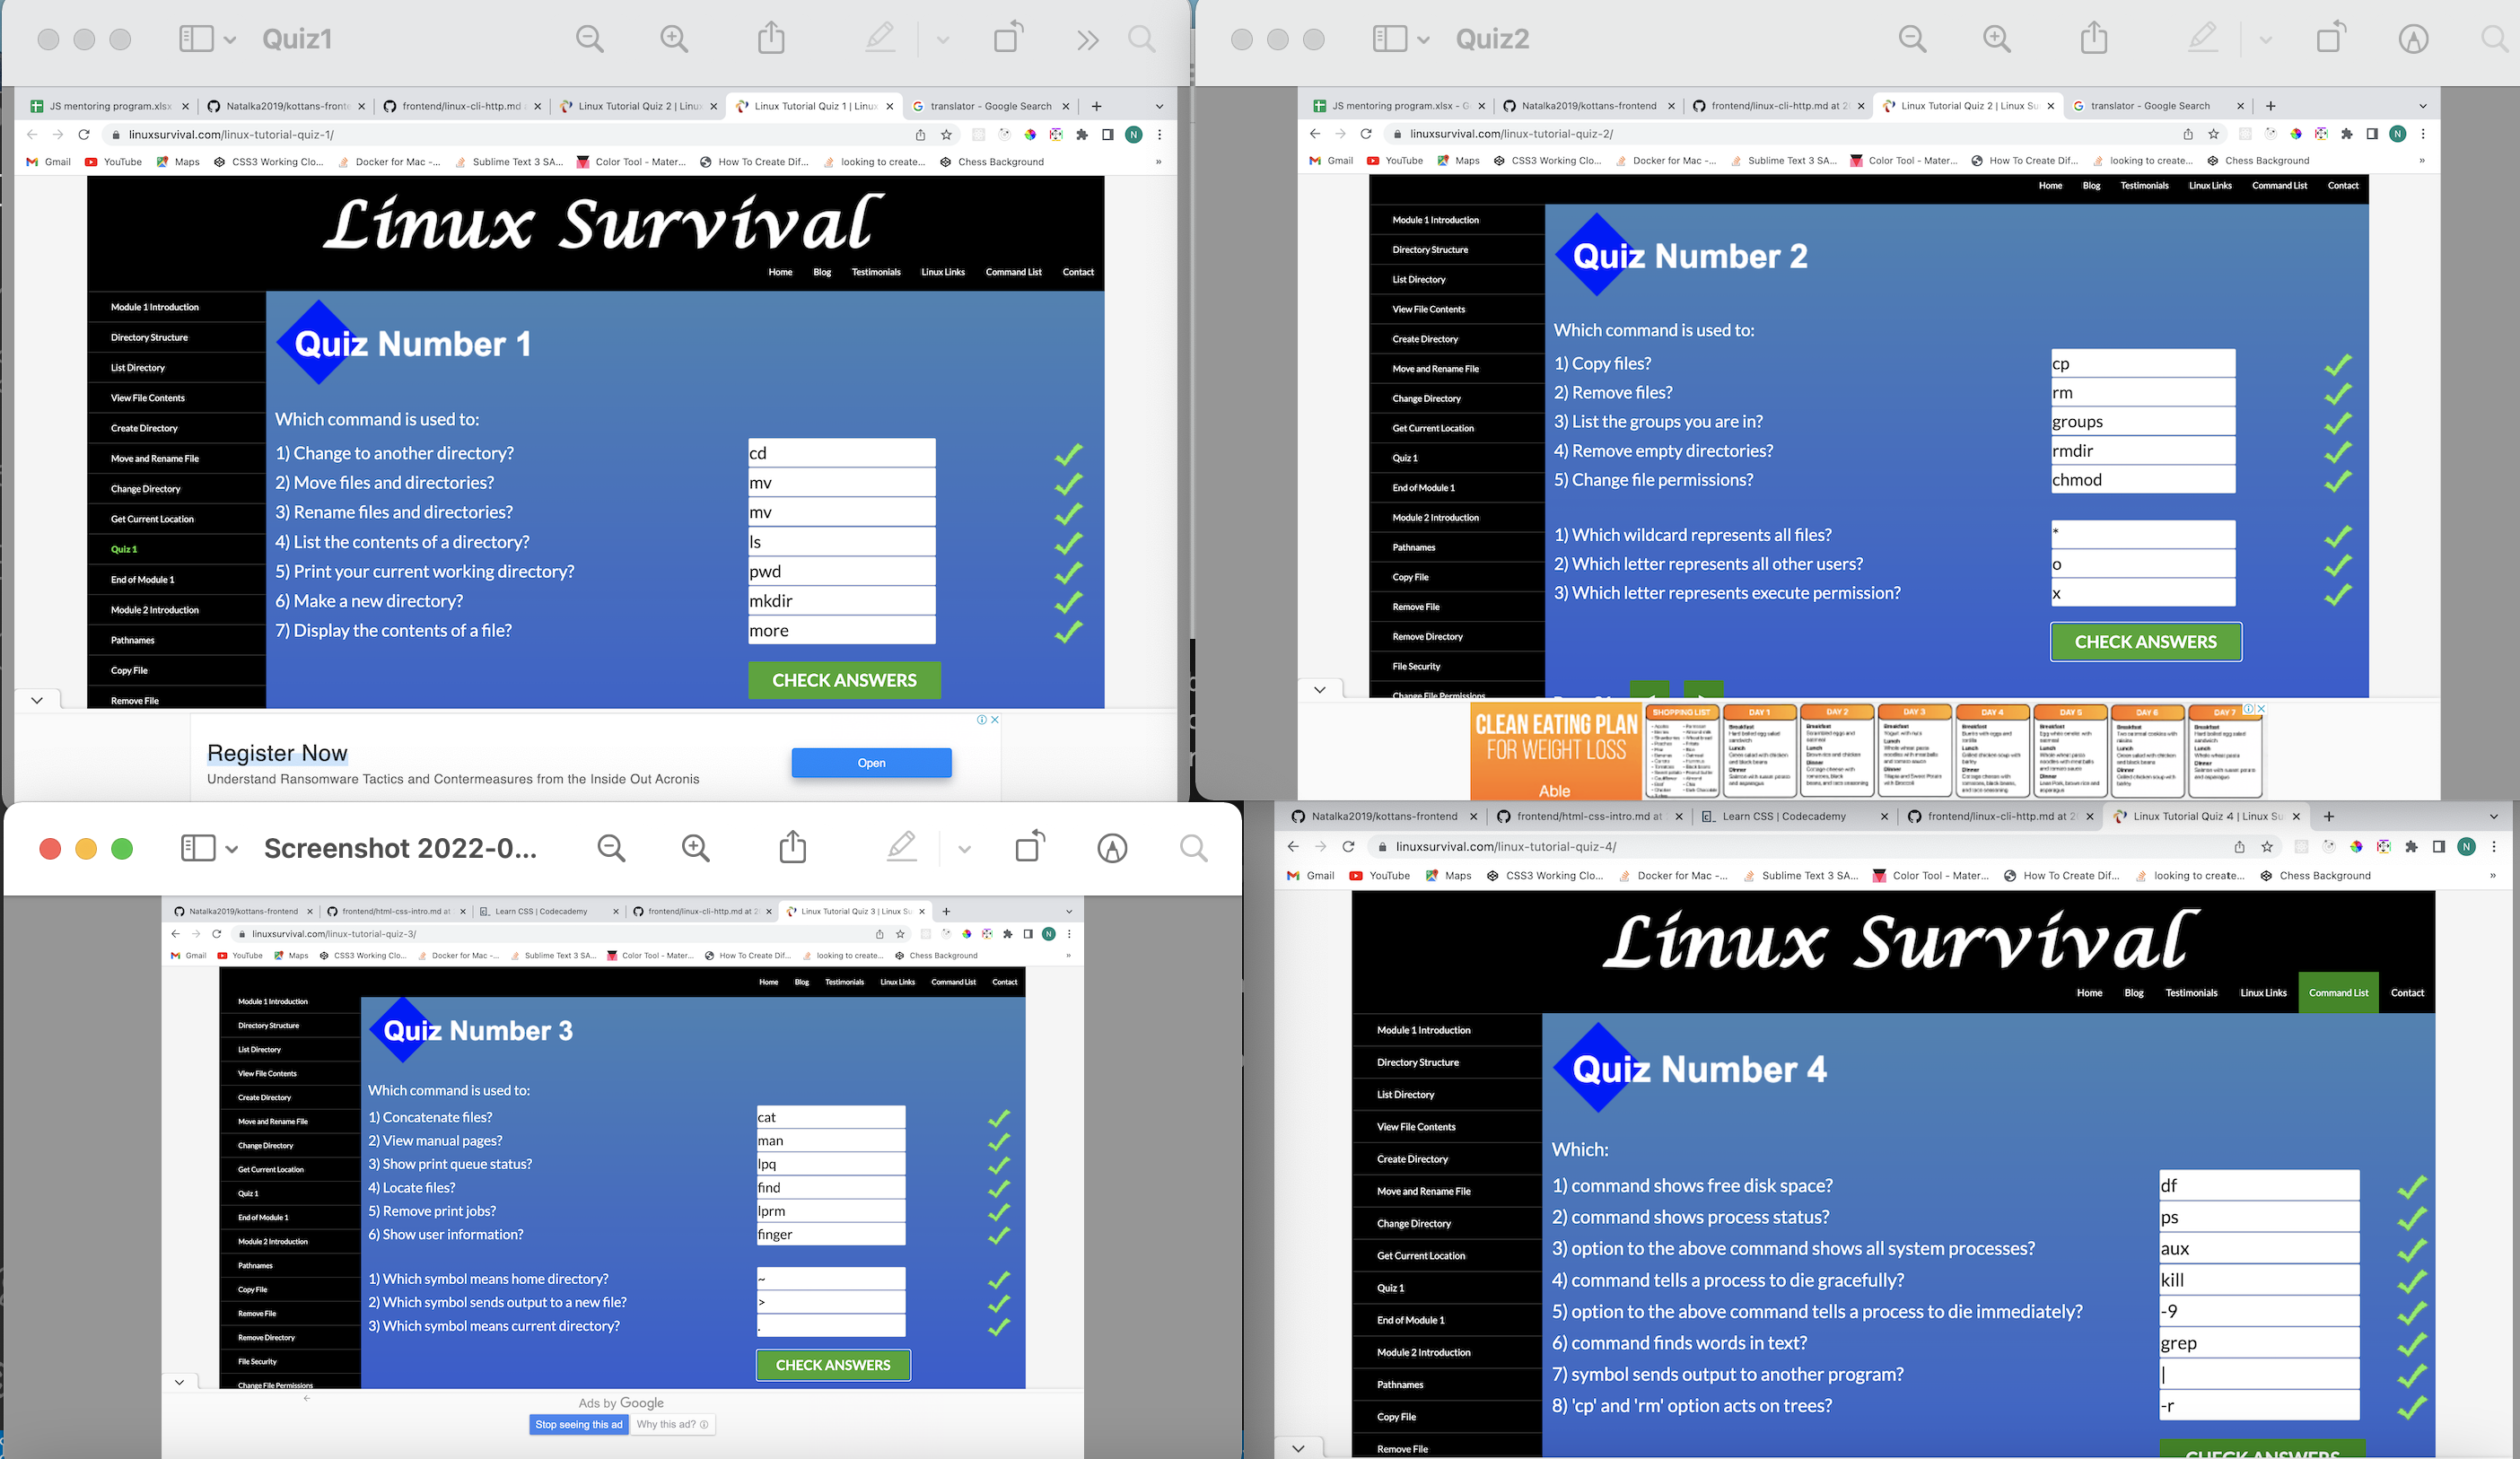 Quiz1
JS mentoring program.xlsx
Natalka2019/kottans-fronte
frontend/linux-cli-http.md
Linux Tutorial Quiz 2 | Linux
Linux Tutorial Quiz 1 | Linux
translator - Google Search
linuxsurvival.com/linux-tutorial-quiz-1/
N
Gmail
YouTube
Maps
CSS3 Working Clo...
Docker for Mac -...
Sublime Text 3 SA...
Color Tool - Mater...
How To Create Dif...
looking to create...
Chess Background
Linux Survival
Home Blog Testimonials Linux Links Command List Contact
Module 1 Introduction
Directory Structure
List Directory
View File Contents
Create Directory
Move and Rename File
Change Directory
Get Current Location
Quiz 1
End of Module 1
Module 2 Introduction
Pathnames
Copy File
Remove File
Quiz Number 1
Which command is used to:
1) Change to another directory? cd
2) Move files and directories? mv
3) Rename files and directories? mv
4) List the contents of a directory? ls
5) Print your current working directory? pwd
6) Make a new directory? mkdir
7) Display the contents of a file? more
CHECK ANSWERS
Register Now
Understand Ransomware Tactics and Contermeasures from the Inside Out Acronis
Open
Quiz2
JS mentoring program.xlsx - G
Natalka2019/kottans-frontend
frontend/linux-cli-http.md at 2
Linux Tutorial Quiz 2 | Linux Su
translator - Google Search
linuxsurvival.com/linux-tutorial-quiz-2/
N
Gmail
YouTube
Maps
CSS3 Working Clo...
Docker for Mac -...
Sublime Text 3 SA...
Color Tool - Mater...
How To Create Dif...
looking to create...
Chess Background
Home Blog Testimonials Linux Links Command List Contact
Module 1 Introduction
Directory Structure
List Directory
View File Contents
Create Directory
Move and Rename File
Change Directory
Get Current Location
Quiz 1
End of Module 1
Module 2 Introduction
Pathnames
Copy File
Remove File
Remove Directory
File Security
Change File Permissions
Quiz Number 2
Which command is used to:
1) Copy files? cp
2) Remove files? rm
3) List the groups you are in? groups
4) Remove empty directories? rmdir
5) Change file permissions? chmod
1) Which wildcard represents all files? *
2) Which letter represents all other users? o
3) Which letter represents execute permission? x
CHECK ANSWERS
CLEAN EATING PLAN
FOR WEIGHT LOSS
Able
SHOPPING LIST
DAY 1
DAY 2
DAY 3
DAY 4
DAY 5
DAY 6
DAY 7
Breakfast
Lunch
Dinner
Screenshot 2022-0...
Natalka2019/kottans-frontend
frontend/html-css-intro.md at
Learn CSS | Codecademy
frontend/linux-cli-http.md at 2
Linux Tutorial Quiz 3 | Linux Su
linuxsurvival.com/linux-tutorial-quiz-3/
N
Gmail
YouTube
Maps
CSS3 Working Clo...
Docker for Mac -...
Sublime Text 3 SA...
Color Tool - Mater...
How To Create Dif...
looking to create...
Chess Background
Home Blog Testimonials Linux Links Command List Contact
Module 1 Introduction
Directory Structure
List Directory
View File Contents
Create Directory
Move and Rename File
Change Directory
Get Current Location
Quiz 1
End of Module 1
Module 2 Introduction
Pathnames
Copy File
Remove File
Remove Directory
File Security
Change File Permissions
Quiz Number 3
Which command is used to:
1) Concatenate files? cat
2) View manual pages? man
3) Show print queue status? lpq
4) Locate files? find
5) Remove print jobs? lprm
6) Show user information? finger
1) Which symbol means home directory? ~
2) Which symbol sends output to a new file? >
3) Which symbol means current directory? .
CHECK ANSWERS
Ads by Google
Stop seeing this ad
Why this ad?
Natalka2019/kottans-frontend
frontend/html-css-intro.md at
Learn CSS | Codecademy
frontend/linux-cli-http.md at 2
Linux Tutorial Quiz 4 | Linux Su
linuxsurvival.com/linux-tutorial-quiz-4/
N
Gmail
YouTube
Maps
CSS3 Working Clo...
Docker for Mac -...
Sublime Text 3 SA...
Color Tool - Mater...
How To Create Dif...
looking to create...
Chess Background
Linux Survival
Home Blog Testimonials Linux Links Command List Contact
Module 1 Introduction
Directory Structure
List Directory
View File Contents
Create Directory
Move and Rename File
Change Directory
Get Current Location
Quiz 1
End of Module 1
Module 2 Introduction
Pathnames
Copy File
Remove File
Quiz Number 4
Which:
1) command shows free disk space? df
2) command shows process status? ps
3) option to the above command shows all system processes? aux
4) command tells a process to die gracefully? kill
5) option to the above command tells a process to die immediately? -9
6) command finds words in text? grep
7) symbol sends output to another program? |
8) 'cp' and 'rm' option acts on trees? -r
CHECK ANSWERS